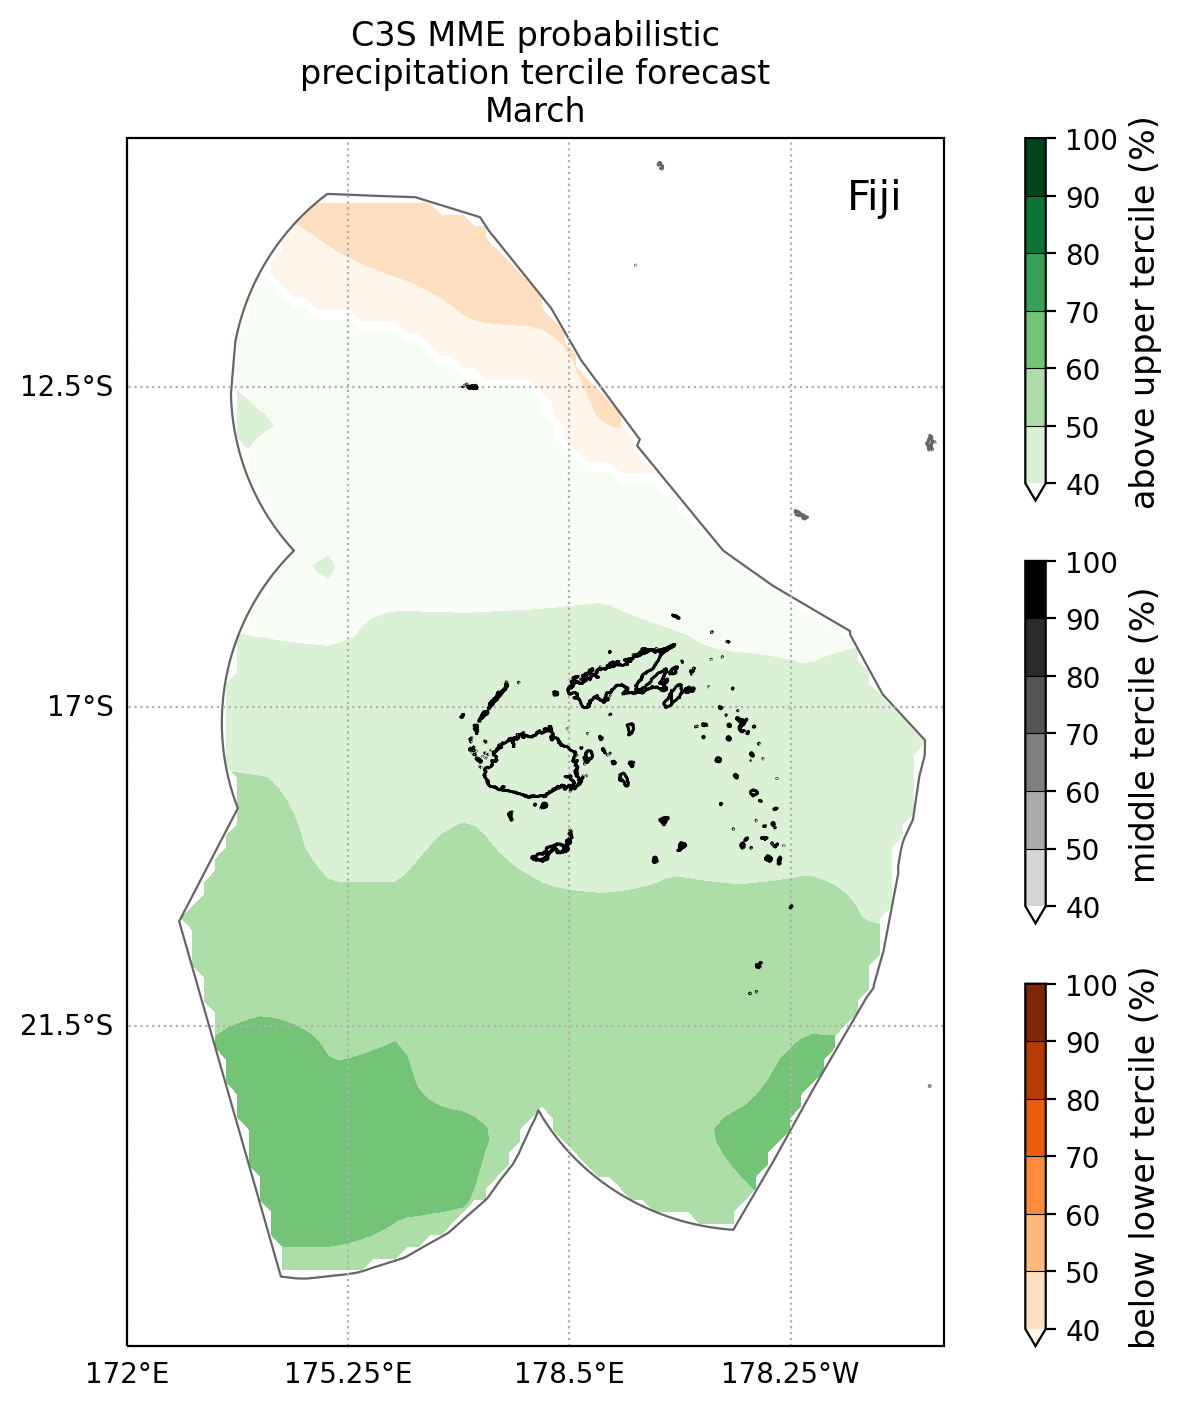 C3S MME probabilistic
precipitation tercile forecast
March
Fiji
12.5°S
17°S
21.5°S
172°E
175.25°E
178.5°E
178.25°W
100
90
80
70
60
50
40
above upper tercile (%)
100
90
80
70
60
50
40
middle tercile (%)
100
90
80
70
60
50
40
below lower tercile (%)